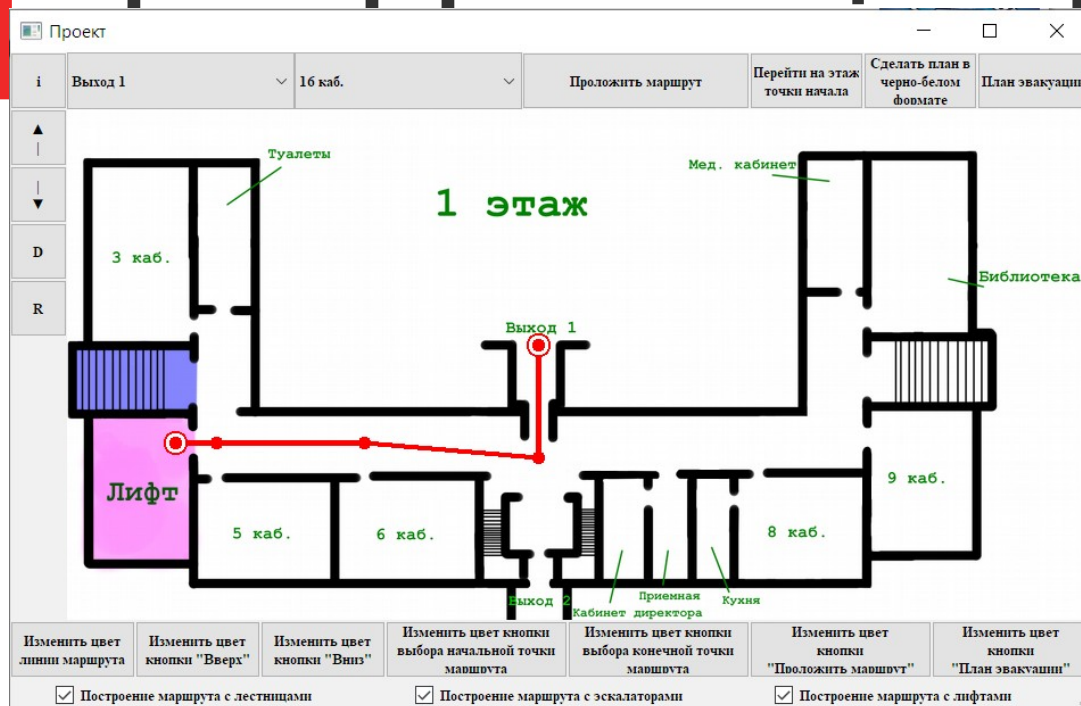 Проект
i
Выход 1
16 каб.
Проложить маршрут
Перейти на этаж
точки начала
Сделать план в
черно-белом
формате
План эвакуации
D
R
Туалеты
1 этаж
Мед. кабинет
3 каб.
Библиотека
Выход 1
Лифт
9 каб.
5 каб.
6 каб.
8 каб.
Выход 2
Приемная
Кухня
Кабинет директора
Изменить цвет
линии маршрута
Изменить цвет
кнопки "Вверх"
Изменить цвет
кнопки "Вниз"
Изменить цвет кнопки
выбора начальной точки
маршрута
Изменить цвет кнопки
выбора конечной точки
маршрута
Изменить цвет
кнопки
"Проложить маршрут"
Изменить цвет
кнопки
"План эвакуации"
Построение маршрута с лестницами
Построение маршрута с эскалаторами
Построение маршрута с лифтами